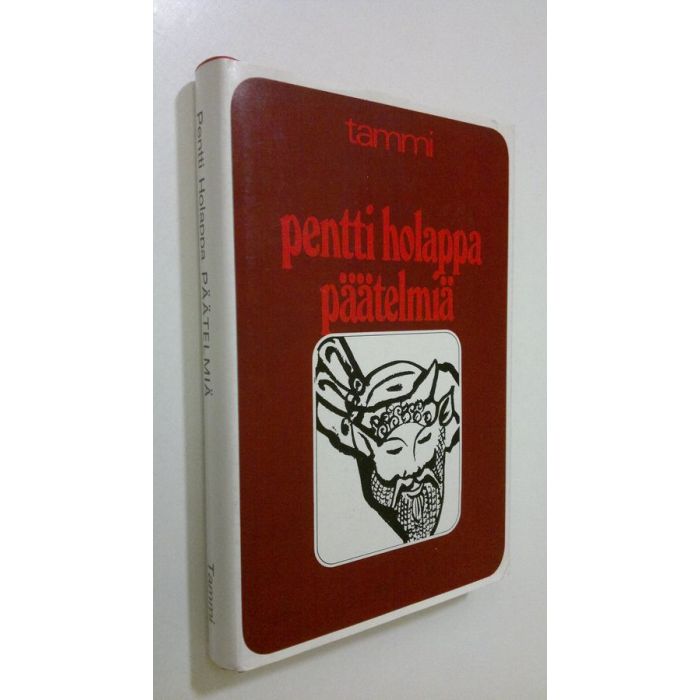 tammi
pentti holappa
päätelmiä
Pentti Holappa PÄÄTELMIÄ
Tammi